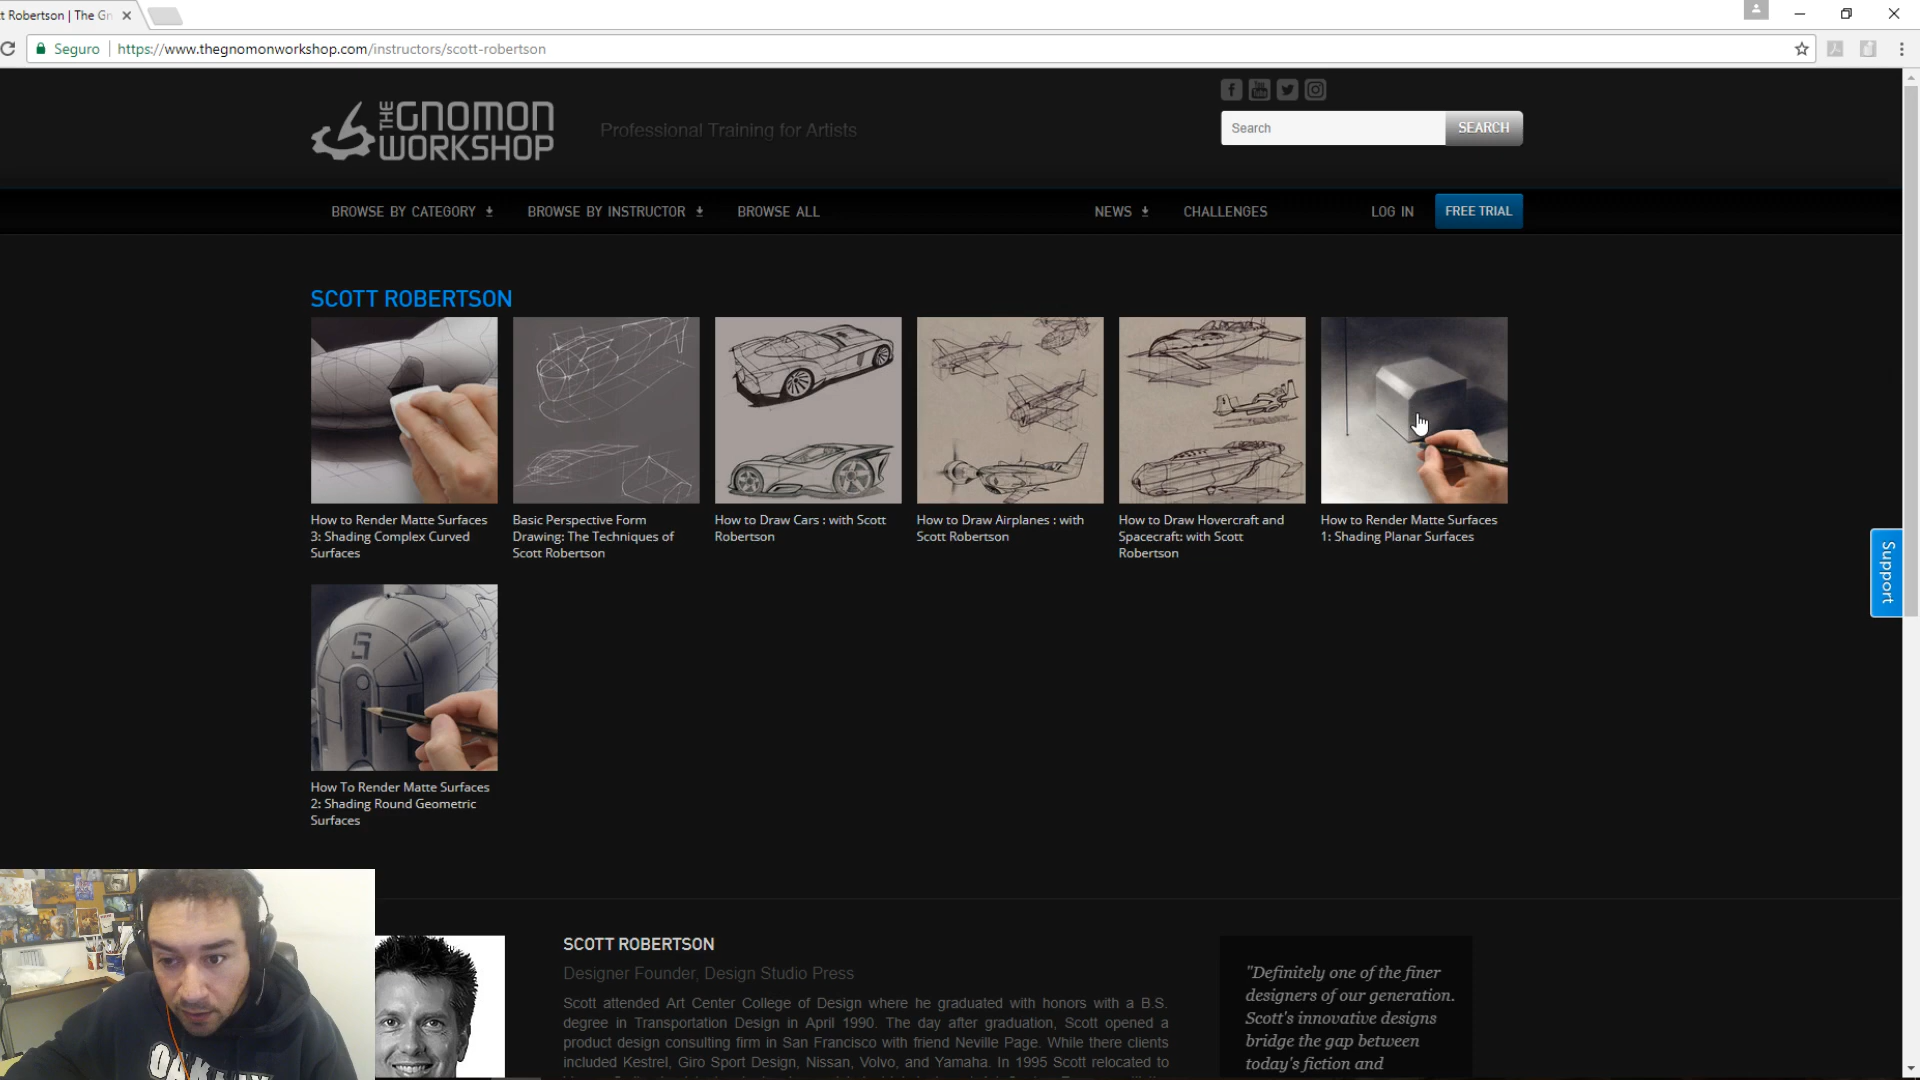 t Robertson | The Gn
Seguro
https://www.thegnomonworkshop.com/instructors/scott-robertson
THE GNOMON WORKSHOP
Professional Training for Artists
Search
SEARCH
BROWSE BY CATEGORY
BROWSE BY INSTRUCTOR
BROWSE ALL
NEWS
CHALLENGES
LOG IN
FREE TRIAL
SCOTT ROBERTSON
How to Render Matte Surfaces
3: Shading Complex Curved
Surfaces
Basic Perspective Form
Drawing: The Techniques of
Scott Robertson
How to Draw Cars : with Scott
Robertson
How to Draw Airplanes : with
Scott Robertson
How to Draw Hovercraft and
Spacecraft: with Scott
Robertson
How to Render Matte Surfaces
1: Shading Planar Surfaces
Support
5
How To Render Matte Surfaces
2: Shading Round Geometric
Surfaces
SCOTT ROBERTSON
Designer Founder, Design Studio Press
Scott attended Art Center College of Design where he graduated with honors with a B.S.
degree in Transportation Design in April 1990. The day after graduation, Scott opened a
product design consulting firm in San Francisco with friend Neville Page. While there clients
included Kestrel, Giro Sport Design, Nissan, Volvo, and Yamaha. In 1995 Scott relocated to
"Definitely one of the finer
designers of our generation.
Scott's innovative designs
bridge the gap between
today's fiction and